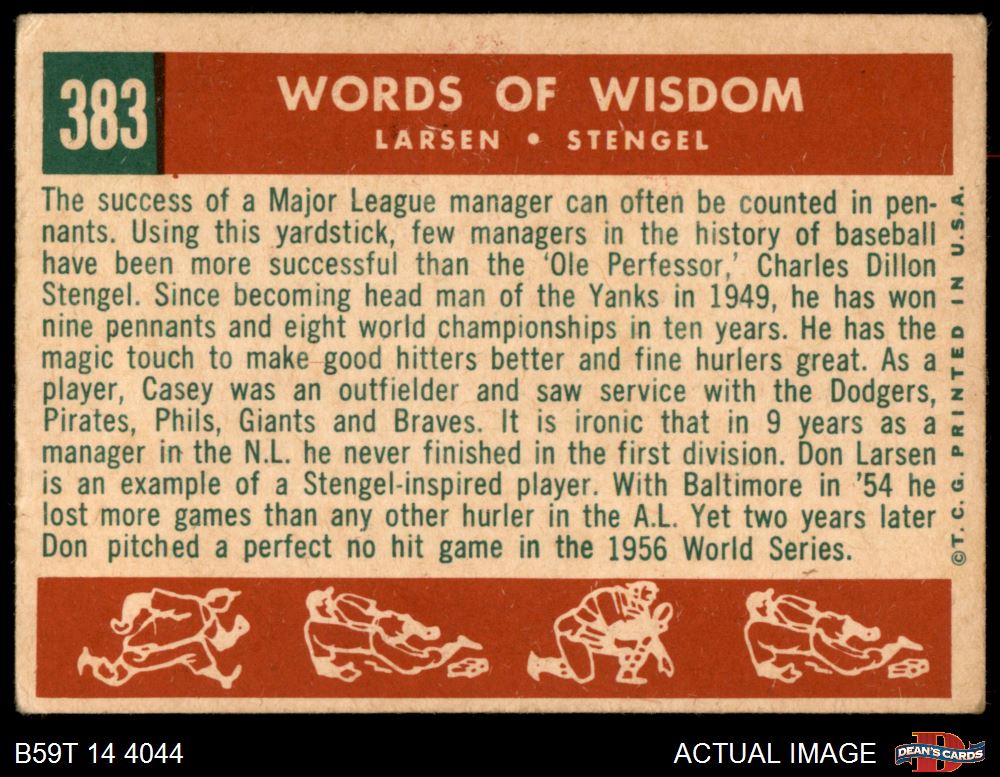 383
WORDS OF WISDOM
LARSEN • STENGEL
The success of a Major League manager can often be counted in pen-
nants. Using this yardstick, few managers in the history of baseball
have been more successful than the 'Ole Perfessor,' Charles Dillon
Stengel. Since becoming head man of the Yanks in 1949, he has won
nine pennants and eight world championships in ten years. He has the
magic touch to make good hitters better and fine hurlers great. As a
player, Casey was an outfielder and saw service with the Dodgers,
Pirates, Phils, Giants and Braves. It is ironic that in 9 years as a
manager in the N.L. he never finished in the first division. Don Larsen
is an example of a Stengel-inspired player. With Baltimore in '54 he
lost more games than any other hurler in the A.L. Yet two years later
Don pitched a perfect no hit game in the 1956 World Series.
©T. C. G. PRINTED IN U.S.A.
B59T 14 4044
ACTUAL IMAGE
D
DEAN'S CARDS